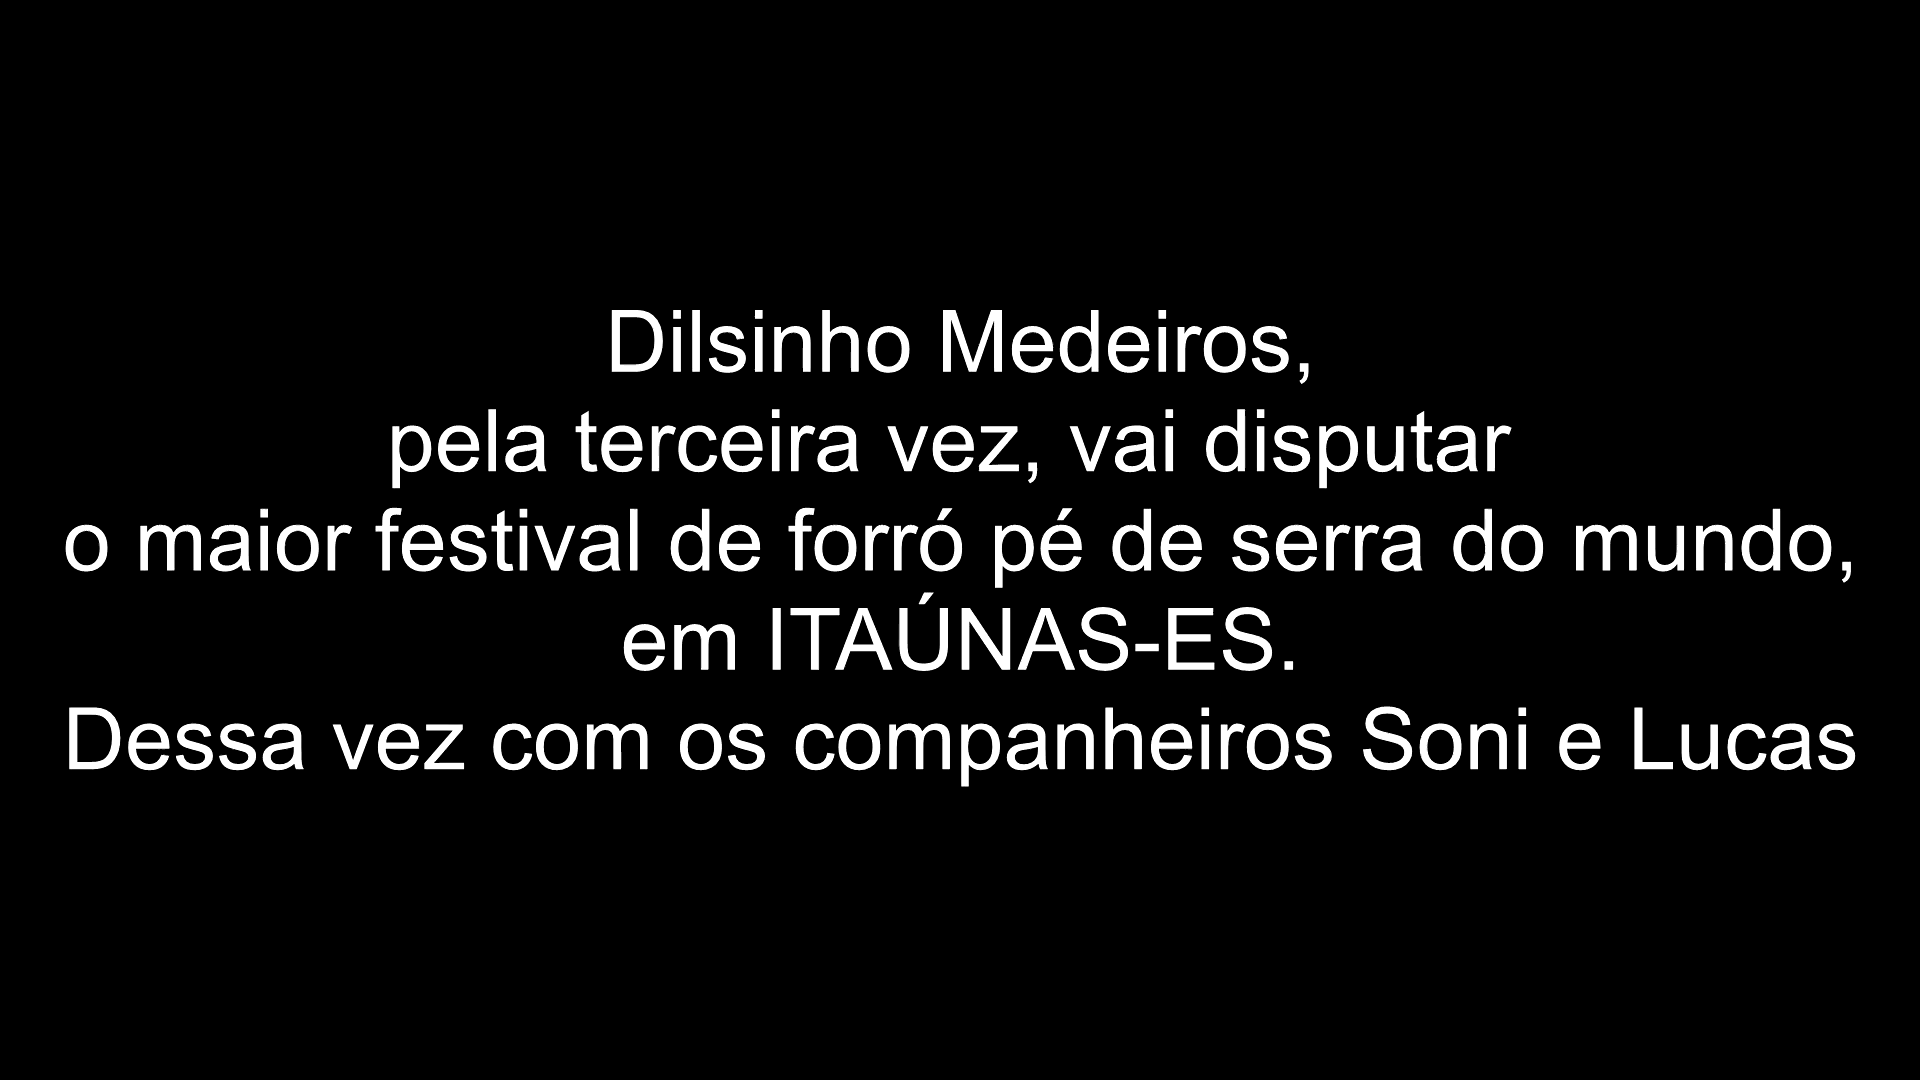 Dilsinho Medeiros,
pela terceira vez, vai disputar
o maior festival de forró pé de serra do mundo,
em ITAÚNAS-ES.
Dessa vez com os companheiros Soni e Lucas